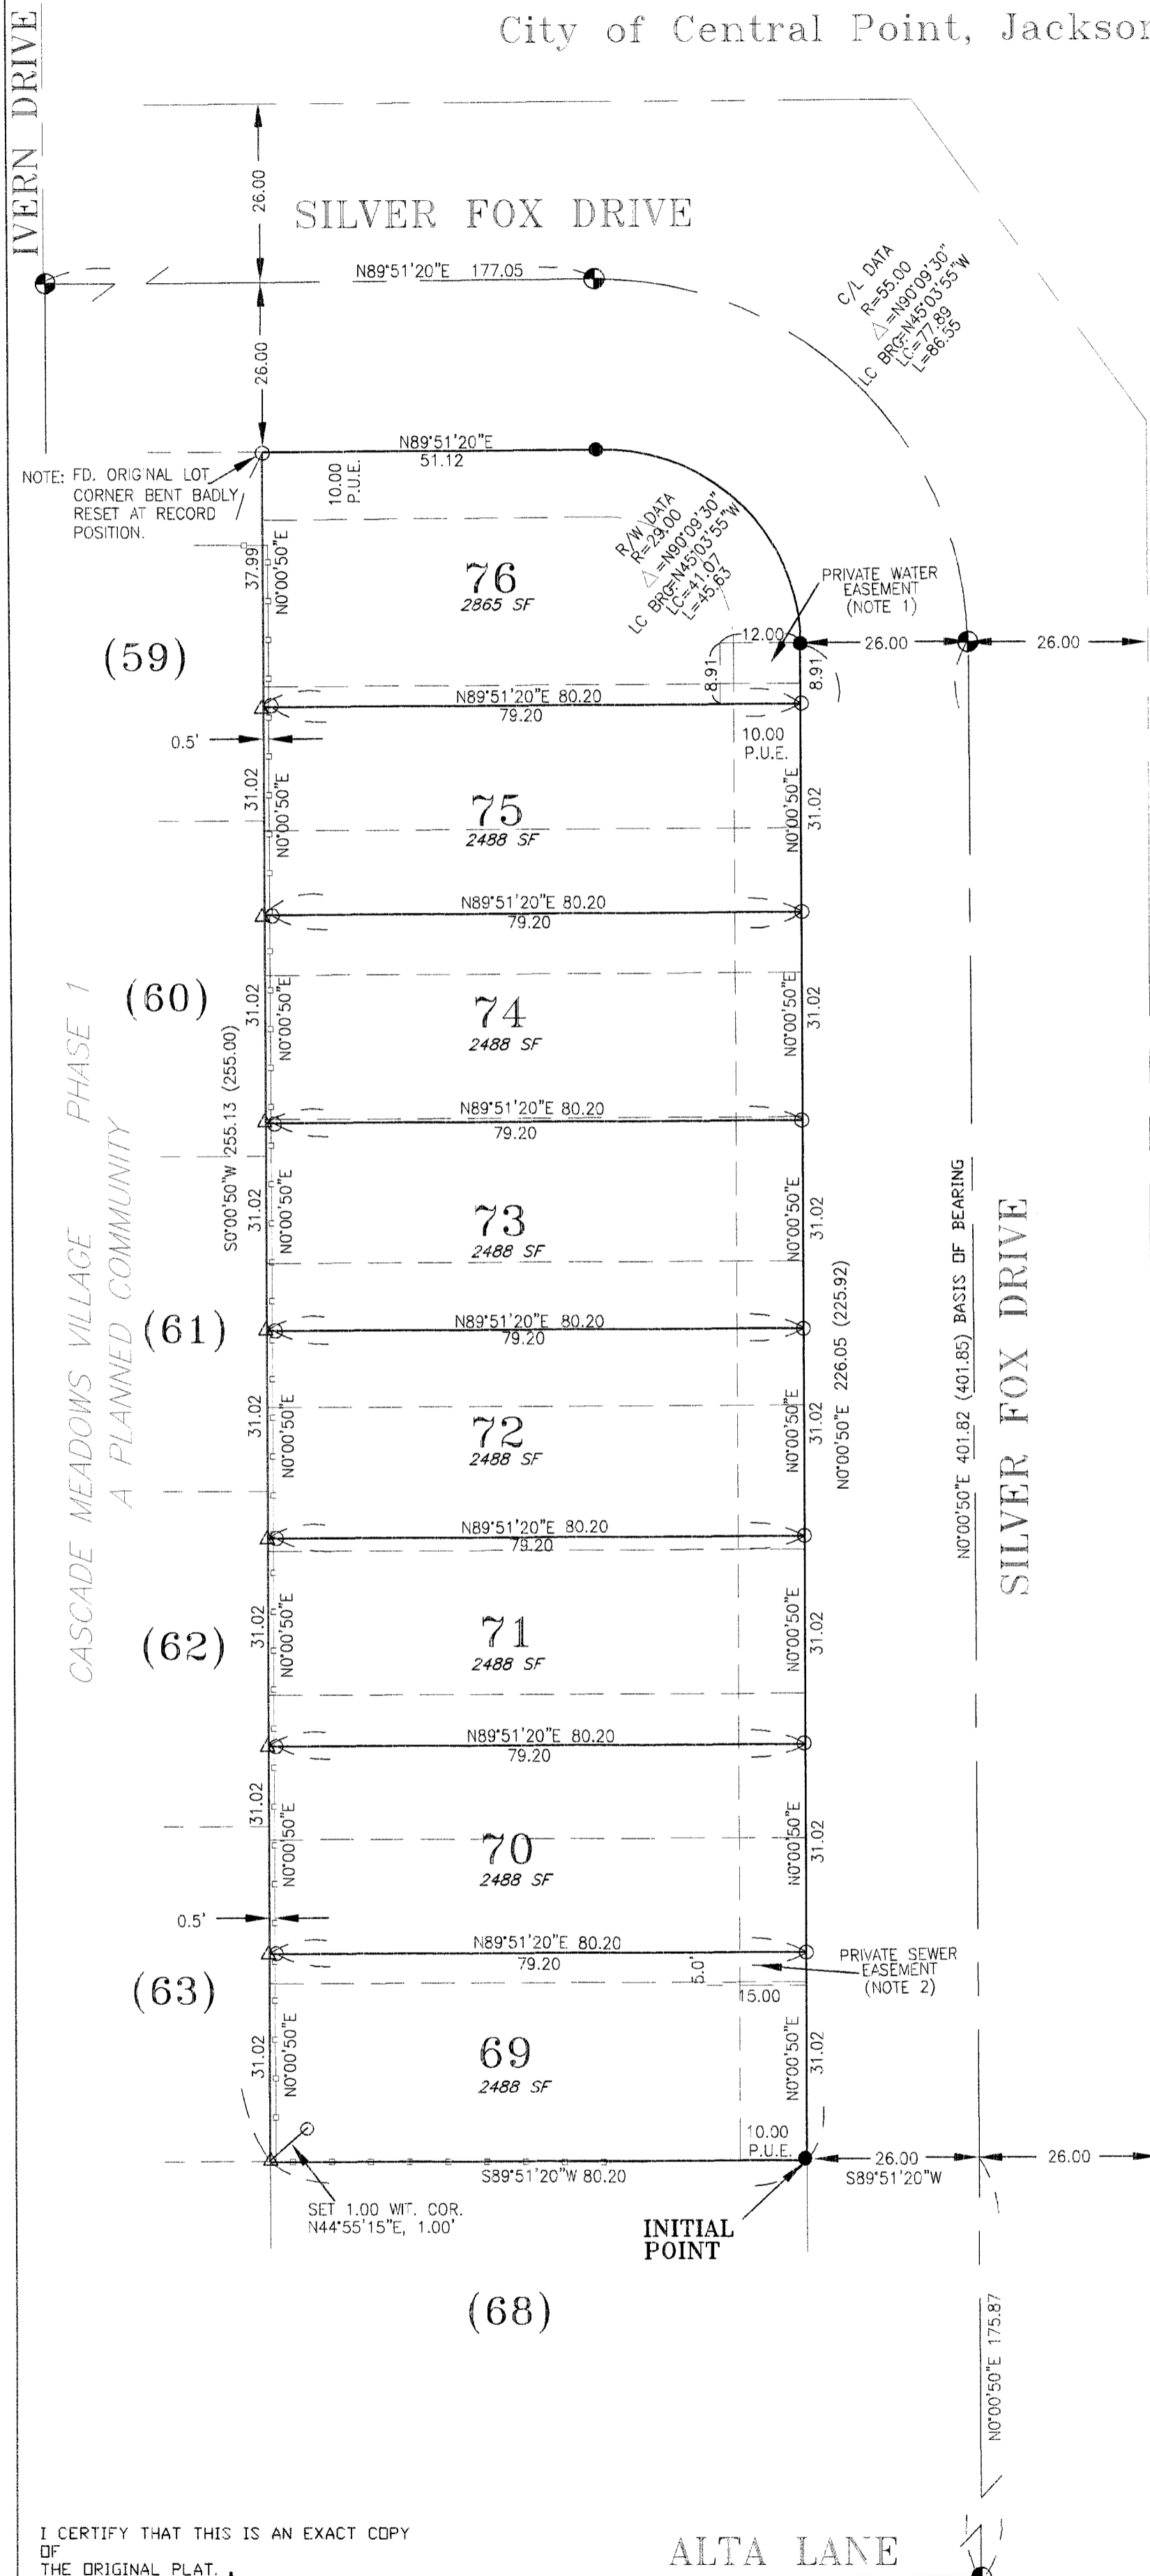 City of Central Point, Jackson
IVERN DRIVE
26.00
SILVER FOX DRIVE
N89°51'20"E 177.05
C/L DATA
R=55.00
△=N90°09'30"
LC BRG=N45°03'55"W
LC=77.89
L=86.55
26.00
N89°51'20"E
51.12
NOTE: FD. ORIGINAL LOT
CORNER BENT BADLY
RESET AT RECORD
POSITION.
10.00
P.U.E.
R/W DATA
R=29.00
△=N90°09'30"
LC BRG=N45°03'55"W
LC=41.07
L=45.63
37.99
N0°00'50"E
76
2865 SF
PRIVATE WATER
EASEMENT
(NOTE 1)
(59)
12.00
26.00
26.00
8.91
8.91
N89°51'20"E 80.20
79.20
0.5'
10.00
P.U.E.
31.02
N0°00'50"E
75
2488 SF
N0°00'50"E
31.02
N89°51'20"E 80.20
79.20
(60)
31.02
N0°00'50"E
74
2488 SF
N0°00'50"E
31.02
CASCADE MEADOWS VILLAGE PHASE 1
A PLANNED COMMUNITY
S0°00'50"W 255.13 (255.00)
N89°51'20"E 80.20
79.20
31.02
N0°00'50"E
73
2488 SF
N0°00'50"E
31.02
N0°00'50"E 226.05 (225.92)
N0°00'50"E 401.82 (401.85) BASIS OF BEARING
SILVER FOX DRIVE
(61)
N89°51'20"E 80.20
79.20
31.02
N0°00'50"E
72
2488 SF
N0°00'50"E
31.02
N89°51'20"E 80.20
79.20
(62)
31.02
N0°00'50"E
71
2488 SF
N0°00'50"E
31.02
N89°51'20"E 80.20
79.20
31.02
N0°00'50"E
70
2488 SF
N0°00'50"E
31.02
0.5'
N89°51'20"E 80.20
79.20
5.0'
15.00
PRIVATE SEWER
EASEMENT
(NOTE 2)
(63)
31.02
N0°00'50"E
69
2488 SF
N0°00'50"E
31.02
10.00
P.U.E.
S89°51'20"W 80.20
26.00
S89°51'20"W
26.00
SET 1.00 WIT. COR.
N44°55'15"E, 1.00'
INITIAL
POINT
(68)
N0°00'50"E 175.87
I CERTIFY THAT THIS IS AN EXACT COPY
OF
THE ORIGINAL PLAT.
ALTA LANE